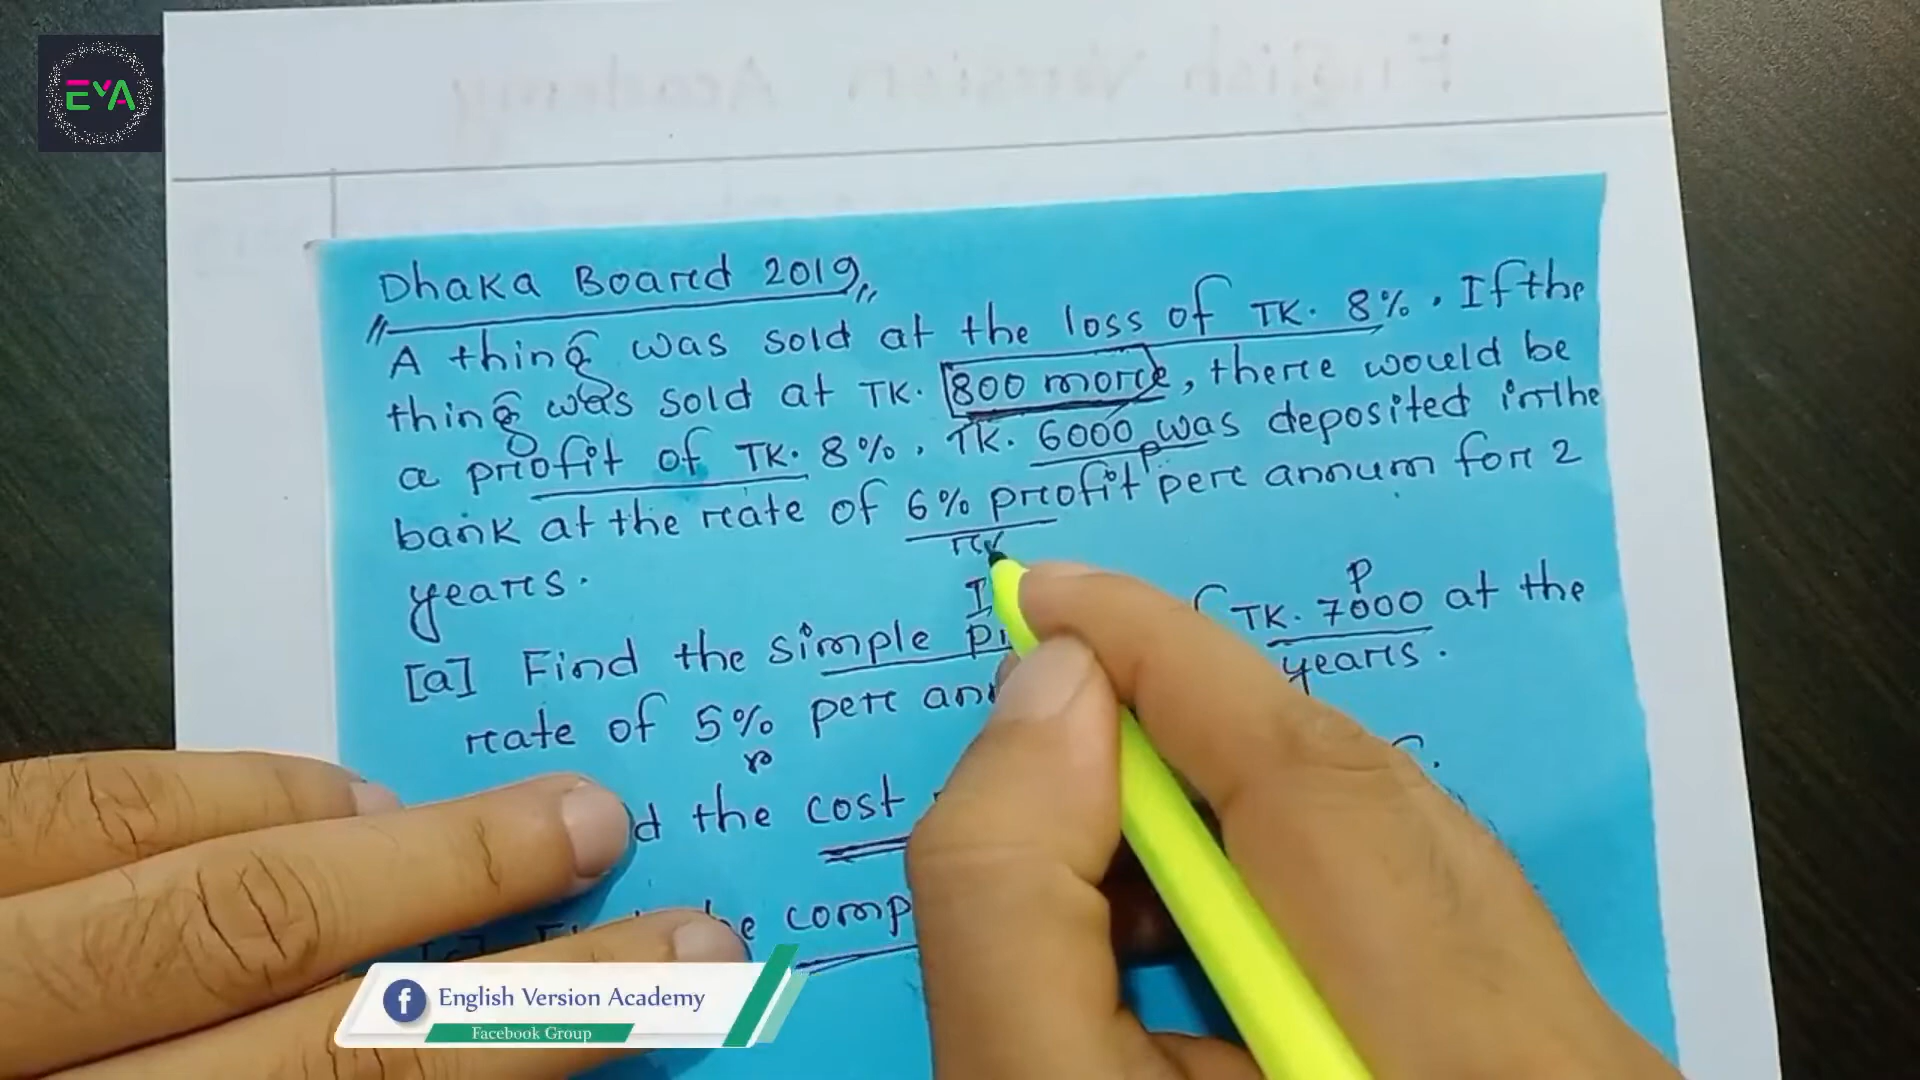 EYA
English Version Academy
Dhaka Board 2019
A thing was sold at the loss of TK. 8%. If the
thing was sold at TK. 800 more, there would be
a profit of TK. 8%. TK. 6000 was deposited in the
P
bank at the rate of 6% profit per annum for 2
r
years.
I
P
[a] Find the simple TK. 7000 at the
rate of 5% per years.
r
the cost
English Version Academy
Facebook Group